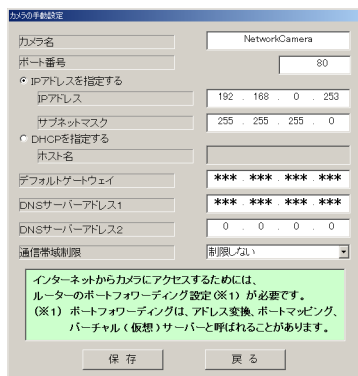 カメラの手動設定
カメラ名 NetworkCamera
ポート番号 80
IPアドレスを指定する
IPアドレス 192 . 168 . 0 . 253
サブネットマスク 255 . 255 . 255 . 0
DHCPを指定する
ホスト名
デフォルトゲートウェイ *** . *** . *** . ***
DNSサーバーアドレス1 *** . *** . *** . ***
DNSサーバーアドレス2 0 . 0 . 0 . 0
通信帯域制限 制限しない
インターネットからカメラにアクセスするためには、
ルーターのポートフォワーディング設定(※1)が必要です。
(※1) ポートフォワーディングは、アドレス変換、ポートマッピング、
バーチャル(仮想)サーバーと呼ばれることがあります。
保 存 戻 る